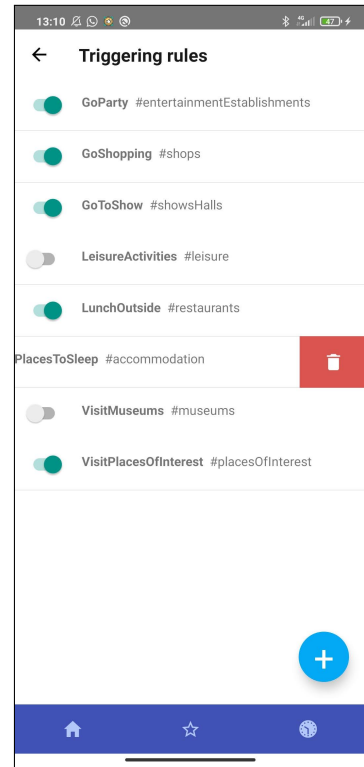 13:10 4G 47
Triggering rules
GoParty #entertainmentEstablishments
GoShopping #shops
GoToShow #showsHalls
LeisureActivities #leisure
LunchOutside #restaurants
PlacesToSleep #accommodation
VisitMuseums #museums
VisitPlacesOfInterest #placesOfInterest